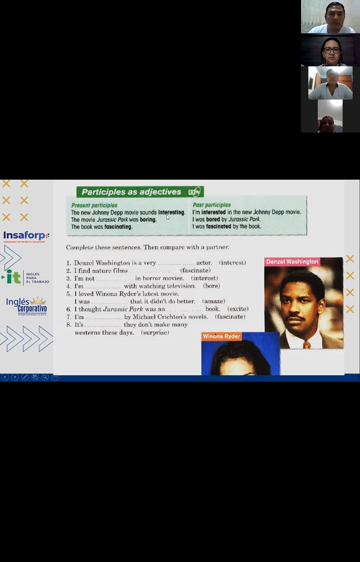 Participles as adjectives
Present participles
The new Johnny Depp movie sounds interesting.
The movie Jurassic Park was boring.
The book was fascinating.
Past participles
I'm interested in the new Johnny Depp movie.
I was bored by Jurassic Park.
I was fascinated by the book.
Insaforp
it INGLÉS PARA EL TRABAJO
Inglés Corporativo
Complete these sentences. Then compare with a partner.
1. Denzel Washington is a very .............. actor. (interest)
2. I find nature films .............. . (fascinate)
3. I'm not .............. in horror movies. (interest)
4. I'm .............. with watching television. (bore)
5. I loved Winona Ryder's latest movie.
I was .............. that it didn't do better. (amaze)
6. I thought Jurassic Park was an .............. book. (excite)
7. I'm .............. by Michael Crichton's novels. (fascinate)
8. It's .............. they don't make many
westerns these days. (surprise)
Denzel Washington
Winona Ryder